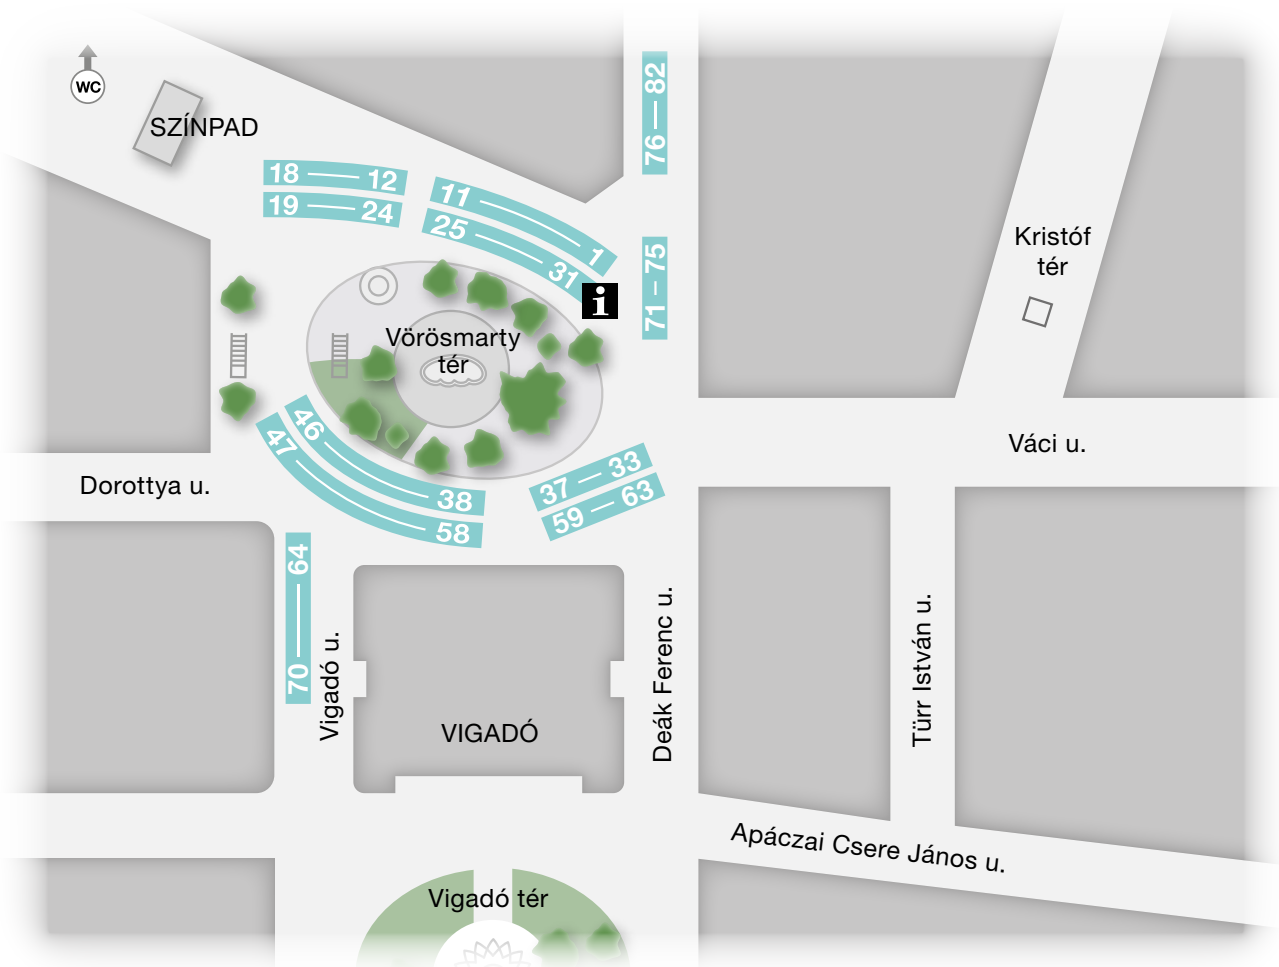 WC
SZÍNPAD
18 — 12
19 — 24
11 — 1
25 — 31
76 — 82
71 – 75
i
Kristóf
tér
Vörösmarty
tér
Váci u.
46 — 38
47 — 58
37 — 33
59 — 63
Dorottya u.
70 — 64
Vigadó u.
VIGADÓ
Deák Ferenc u.
Türr István u.
Apáczai Csere János u.
Vigadó tér